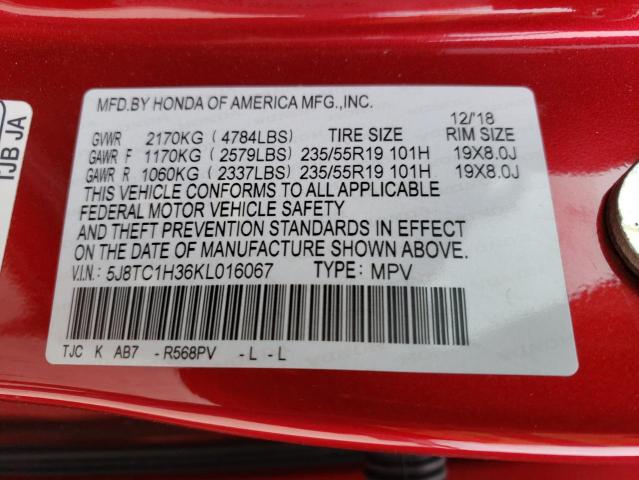 MFD.BY HONDA OF AMERICA MFG.,INC.
12/'18
GVWR 2170KG ( 4784LBS) TIRE SIZE RIM SIZE
GAWR F 1170KG ( 2579LBS) 235/55R19 101H 19X8.0J
GAWR R 1060KG ( 2337LBS) 235/55R19 101H 19X8.0J
THIS VEHICLE CONFORMS TO ALL APPLICABLE
FEDERAL MOTOR VEHICLE SAFETY
AND THEFT PREVENTION STANDARDS IN EFFECT
ON THE DATE OF MANUFACTURE SHOWN ABOVE.
V.I.N.: 5J8TC1H36KL016067 TYPE: MPV
TJC K AB7 -R568PV -L -L
TJB JA